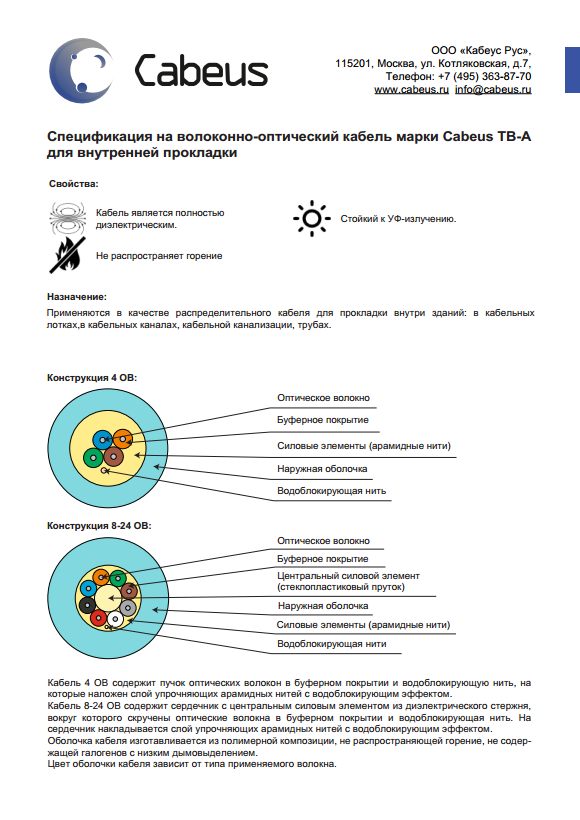 Cabeus
ООО «Кабеус Рус»,
115201, Москва, ул. Котляковская, д.7,
Телефон: +7 (495) 363-87-70
www.cabeus.ru info@cabeus.ru
Спецификация на волоконно-оптический кабель марки Cabeus TB-A
для внутренней прокладки
Свойства:
Кабель является полностью
диэлектрическим.
Стойкий к УФ-излучению.
Не распространяет горение
Назначение:
Применяются в качестве распределительного кабеля для прокладки внутри зданий: в кабельных
лотках,в кабельных каналах, кабельной канализации, трубах.
Конструкция 4 ОВ:
Оптическое волокно
Буферное покрытие
Силовые элементы (арамидные нити)
Наружная оболочка
Водоблокирующая нить
Конструкция 8-24 ОВ:
Оптическое волокно
Буферное покрытие
Центральный силовой элемент
(стеклопластиковый пруток)
Наружная оболочка
Силовые элементы (арамидные нити)
Водоблокирующая нити
Кабель 4 ОВ содержит пучок оптических волокон в буферном покрытии и водоблокирующую нить, на
которые наложен слой упрочняющих арамидных нитей с водоблокирующим эффектом.
Кабель 8-24 ОВ содержит сердечник с центральным силовым элементом из диэлектрического стержня,
вокруг которого скручены оптические волокна в буферном покрытии и водоблокирующая нить. На
сердечник накладывается слой упрочняющих арамидных нитей с водоблокирующим эффектом.
Оболочка кабеля изготавливается из полимерной композиции, не распространяющей горение, не содер-
жащей галогенов с низким дымовыделением.
Цвет оболочки кабеля зависит от типа применяемого волокна.